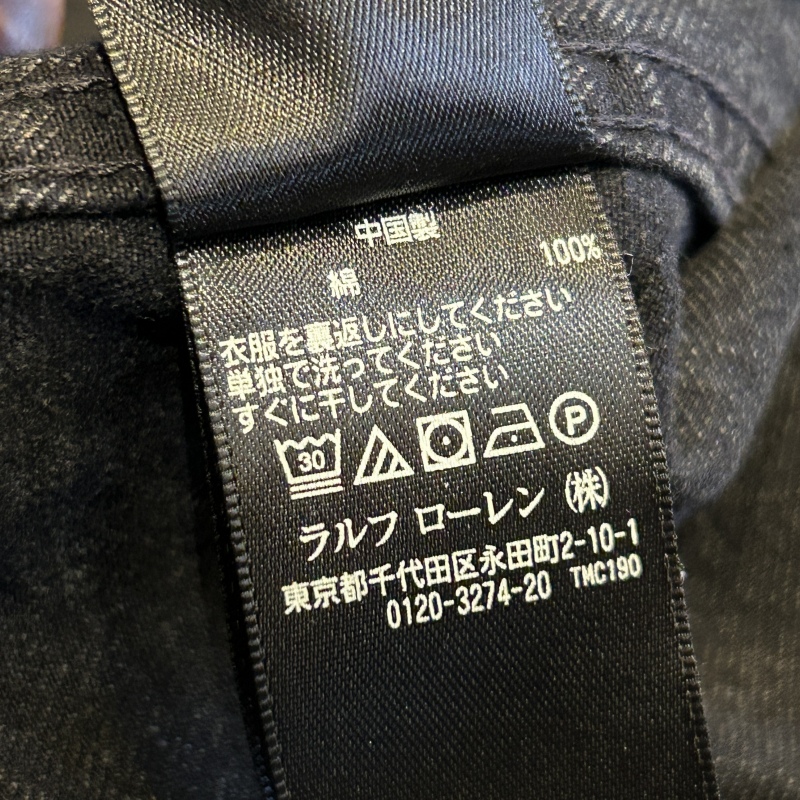 中国製
綿 100%
衣服を裏返しにしてください
単独で洗ってください
すぐに干してください
30 P
ラルフ ローレン (株)
東京都千代田区永田町2-10-1
0120-3274-20 TMC190